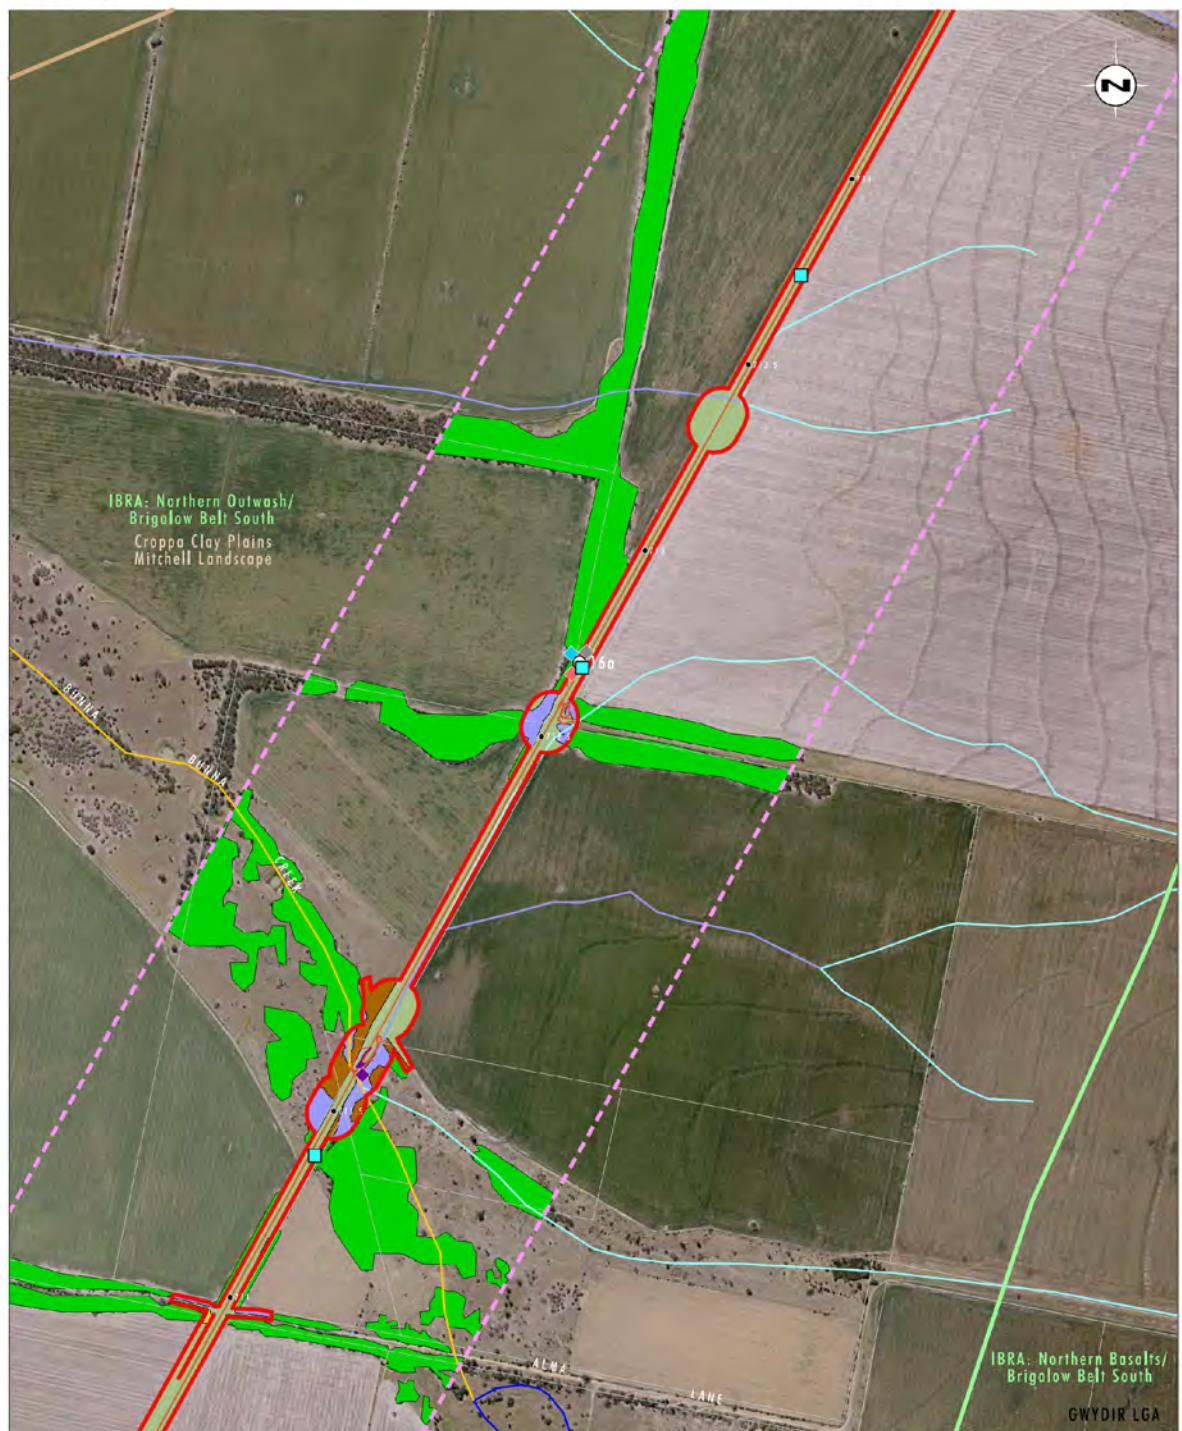 N
IBRA: Northern Outwash/
Brigalow Belt South
Croppa Clay Plains
Mitchell Landscape
16a
BUNNA
BUNNA
CREEK
ALMA
LANE
IBRA: Northern Basalts/
Brigalow Belt South
GWYDIR LGA